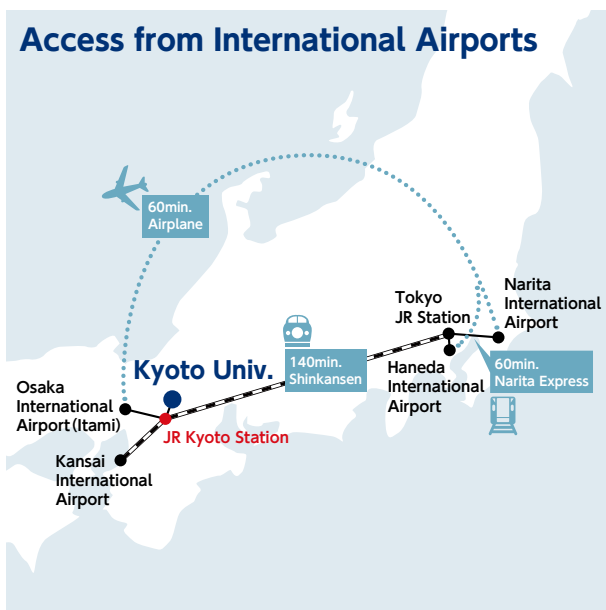 Access from International Airports
60min.
Airplane
Narita
International
Airport
Tokyo
JR Station
140min.
Shinkansen
Haneda
International
Airport
60min.
Narita Express
Kyoto Univ.
Osaka
International
Airport(Itami)
JR Kyoto Station
Kansai
International
Airport